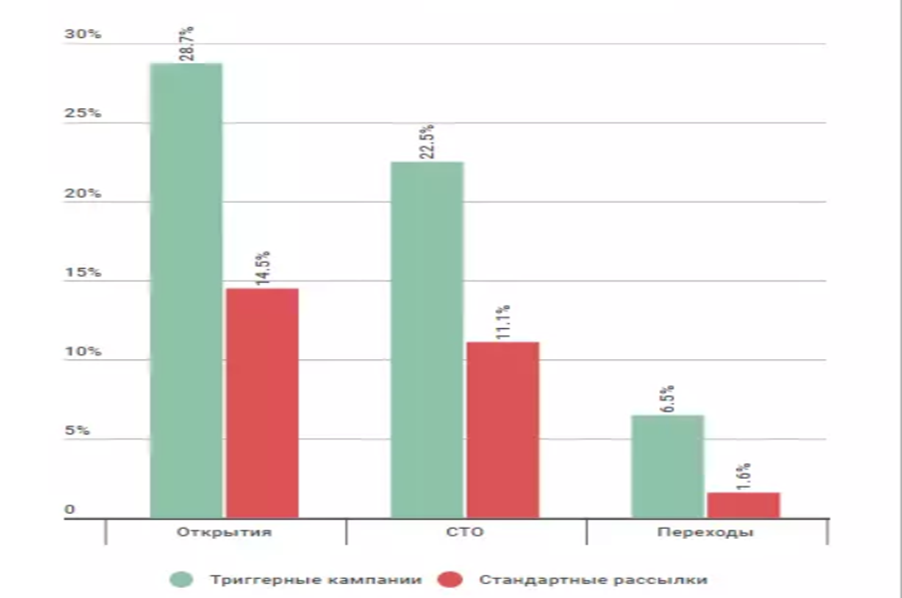 30%
28.7%
25%
22.5%
20%
15%
14.5%
11.1%
10%
6.5%
5%
1.6%
0
Открытия
СТО
Переходы
Триггерные кампании
Стандартные рассылки